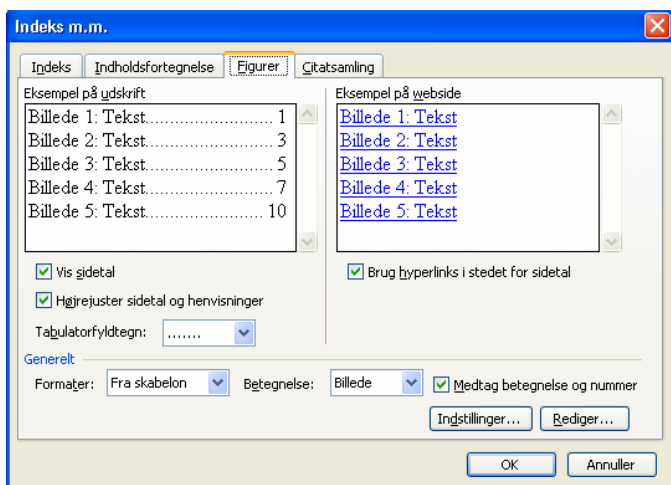 Indeks m.m.
Indeks Indholdsfortegnelse Figurer Citatsamling
Eksempel på udskrift
Billede 1: Tekst........................ 1
Billede 2: Tekst........................ 3
Billede 3: Tekst........................ 5
Billede 4: Tekst........................ 7
Billede 5: Tekst...................... 10
Eksempel på webside
Billede 1: Tekst
Billede 2: Tekst
Billede 3: Tekst
Billede 4: Tekst
Billede 5: Tekst
Vis sidetal
Brug hyperlinks i stedet for sidetal
Højrejuster sidetal og henvisninger
Tabulatorfyldtegn: .......
Generelt
Formater: Fra skabelon Betegnelse: Billede Medtag betegnelse og nummer
Indstillinger... Rediger...
OK Annuller